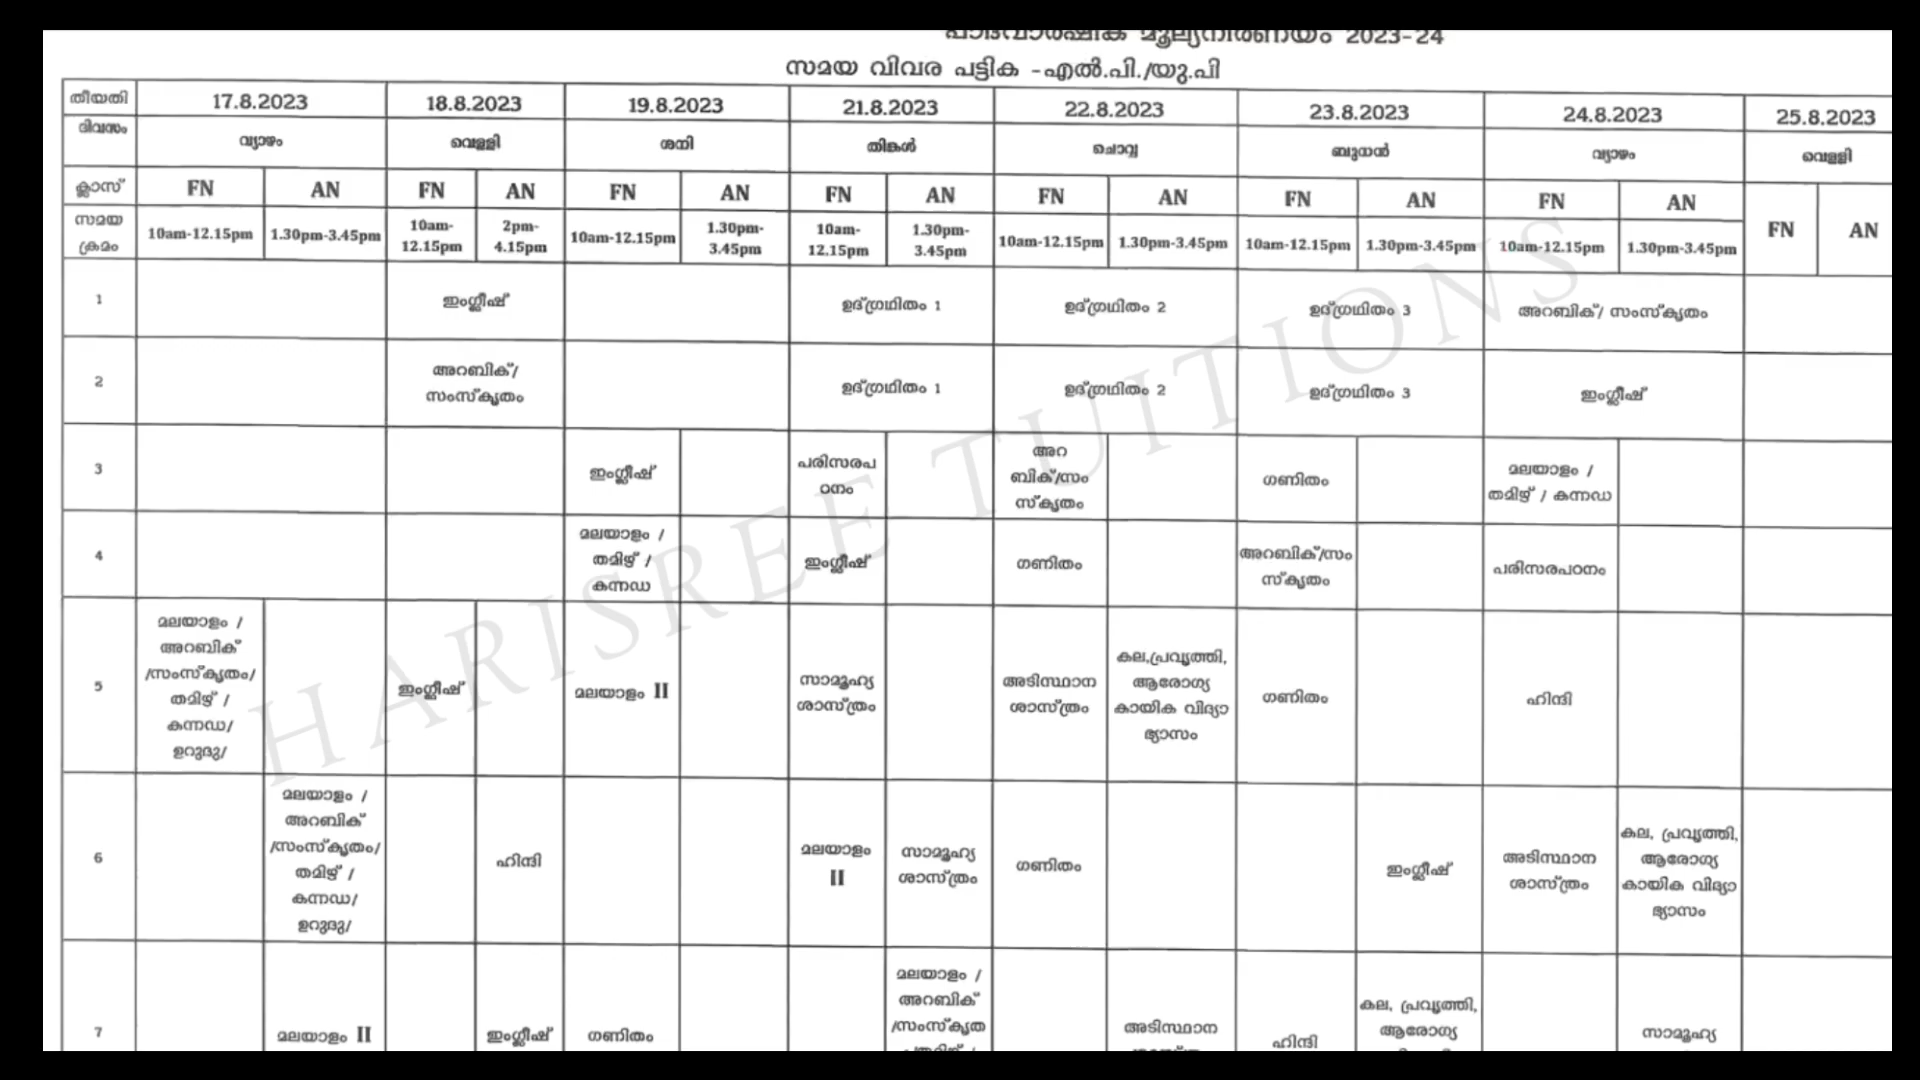 പാദവാർഷിക മൂല്യനിർണയം 2023-24
സമയ വിവര പട്ടിക -എൽ.പി./യു.പി
തീയതി 17.8.2023 18.8.2023 19.8.2023 21.8.2023 22.8.2023 23.8.2023 24.8.2023 25.8.2023
ദിവസം വ്യാഴം വെള്ളി ശനി തിങ്കൾ ചൊവ്വ ബുധൻ വ്യാഴം വെള്ളി
ക്ലാസ് FN AN FN AN FN AN FN AN FN AN FN AN FN AN FN AN
സമയ ക്രമം 10am-12.15pm 1.30pm-3.45pm 10am-12.15pm 2pm-4.15pm 10am-12.15pm 1.30pm-3.45pm 10am-12.15pm 1.30pm-3.45pm 10am-12.15pm 1.30pm-3.45pm 10am-12.15pm 1.30pm-3.45pm 10am-12.15pm 1.30pm-3.45pm
1 ഇംഗ്ലീഷ് ഉദ്ഗ്രഥിതം 1 ഉദ്ഗ്രഥിതം 2 ഉദ്ഗ്രഥിതം 3 അറബിക്/ സംസ്കൃതം
2 അറബിക്/ സംസ്കൃതം ഉദ്ഗ്രഥിതം 1 ഉദ്ഗ്രഥിതം 2 ഉദ്ഗ്രഥിതം 3 ഇംഗ്ലീഷ്
3 ഇംഗ്ലീഷ് പരിസരപഠനം അറബിക്/സംസ്കൃതം ഗണിതം മലയാളം / തമിഴ് / കന്നഡ
4 മലയാളം / തമിഴ് / കന്നഡ ഇംഗ്ലീഷ് ഗണിതം അറബിക്/സംസ്കൃതം പരിസരപഠനം
5 മലയാളം / അറബിക് /സംസ്കൃതം/ തമിഴ് / കന്നഡ/ ഉറുദു/ ഇംഗ്ലീഷ് മലയാളം II സാമൂഹ്യ ശാസ്ത്രം അടിസ്ഥാന ശാസ്ത്രം കല,പ്രവൃത്തി, ആരോഗ്യ കായിക വിദ്യാഭ്യാസം ഗണിതം ഹിന്ദി
6 മലയാളം / അറബിക് /സംസ്കൃതം/ തമിഴ് / കന്നഡ/ ഉറുദു/ ഹിന്ദി മലയാളം II സാമൂഹ്യ ശാസ്ത്രം ഗണിതം ഇംഗ്ലീഷ് അടിസ്ഥാന ശാസ്ത്രം കല, പ്രവൃത്തി, ആരോഗ്യ കായിക വിദ്യാഭ്യാസം
7 മലയാളം II ഇംഗ്ലീഷ് ഗണിതം മലയാളം / അറബിക് /സംസ്കൃത അടിസ്ഥാന ഹിന്ദി കല, പ്രവൃത്തി, ആരോഗ്യ സാമൂഹ്യ
HARISREE TUITIONS